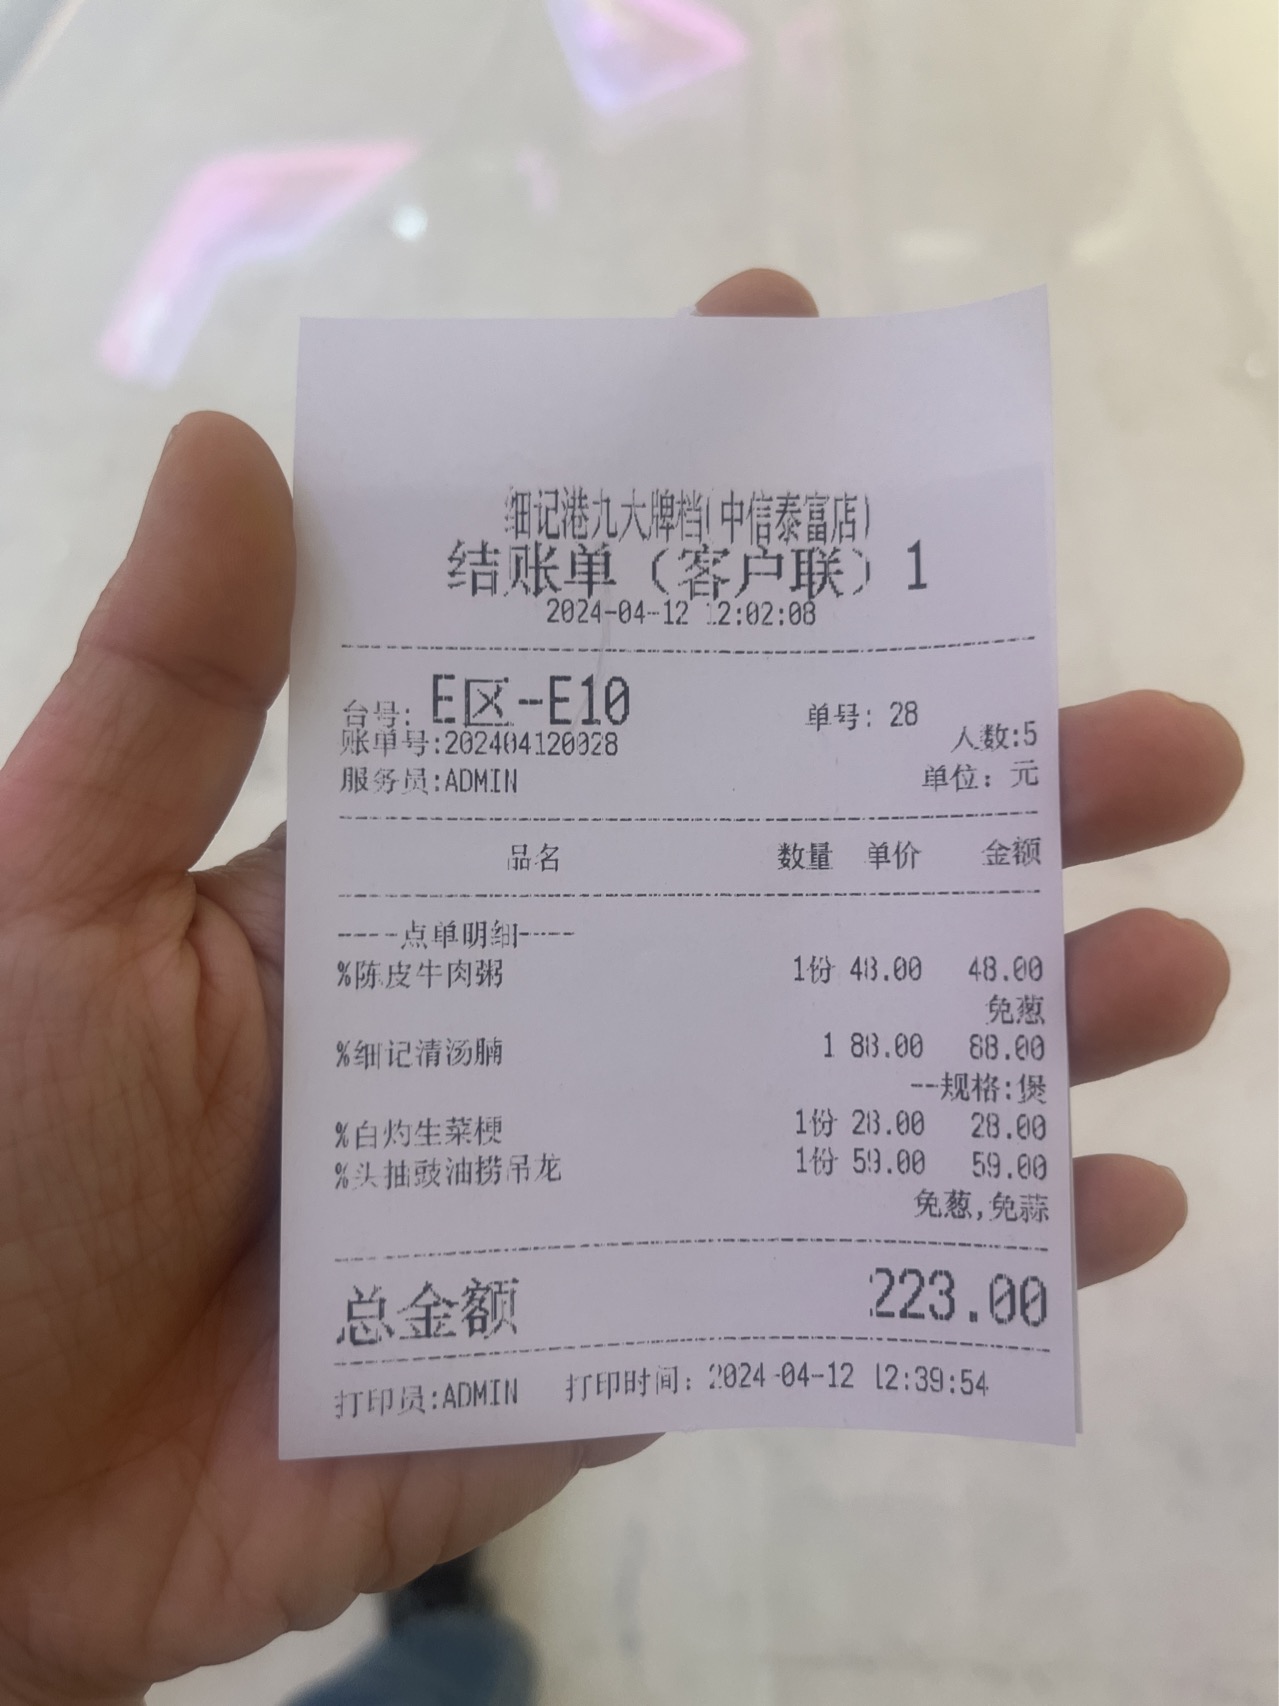 细记港九大牌档(中信泰富店)
结账单（客户联）1
2024-04-12 12:02:08
台号: E区-E10 单号: 28
账单号:202404120028 人数:5
服务员:ADMIN 单位: 元
品名 数量 单价 金额
----点单明细----
%陈皮牛肉粥 1份 48.00 48.00
免葱
%细记清汤腩 1 88.00 88.00
--规格:煲
%白灼生菜梗 1份 28.00 28.00
%头抽豉油捞吊龙 1份 59.00 59.00
免葱,免蒜
总金额 223.00
打印员:ADMIN 打印时间: 2024-04-12 12:39:54